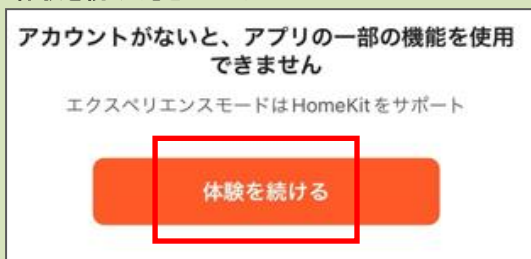 アカウントがないと、アプリの一部の機能を使用
できません
エクスペリエンスモードはHomeKitをサポート
体験を続ける